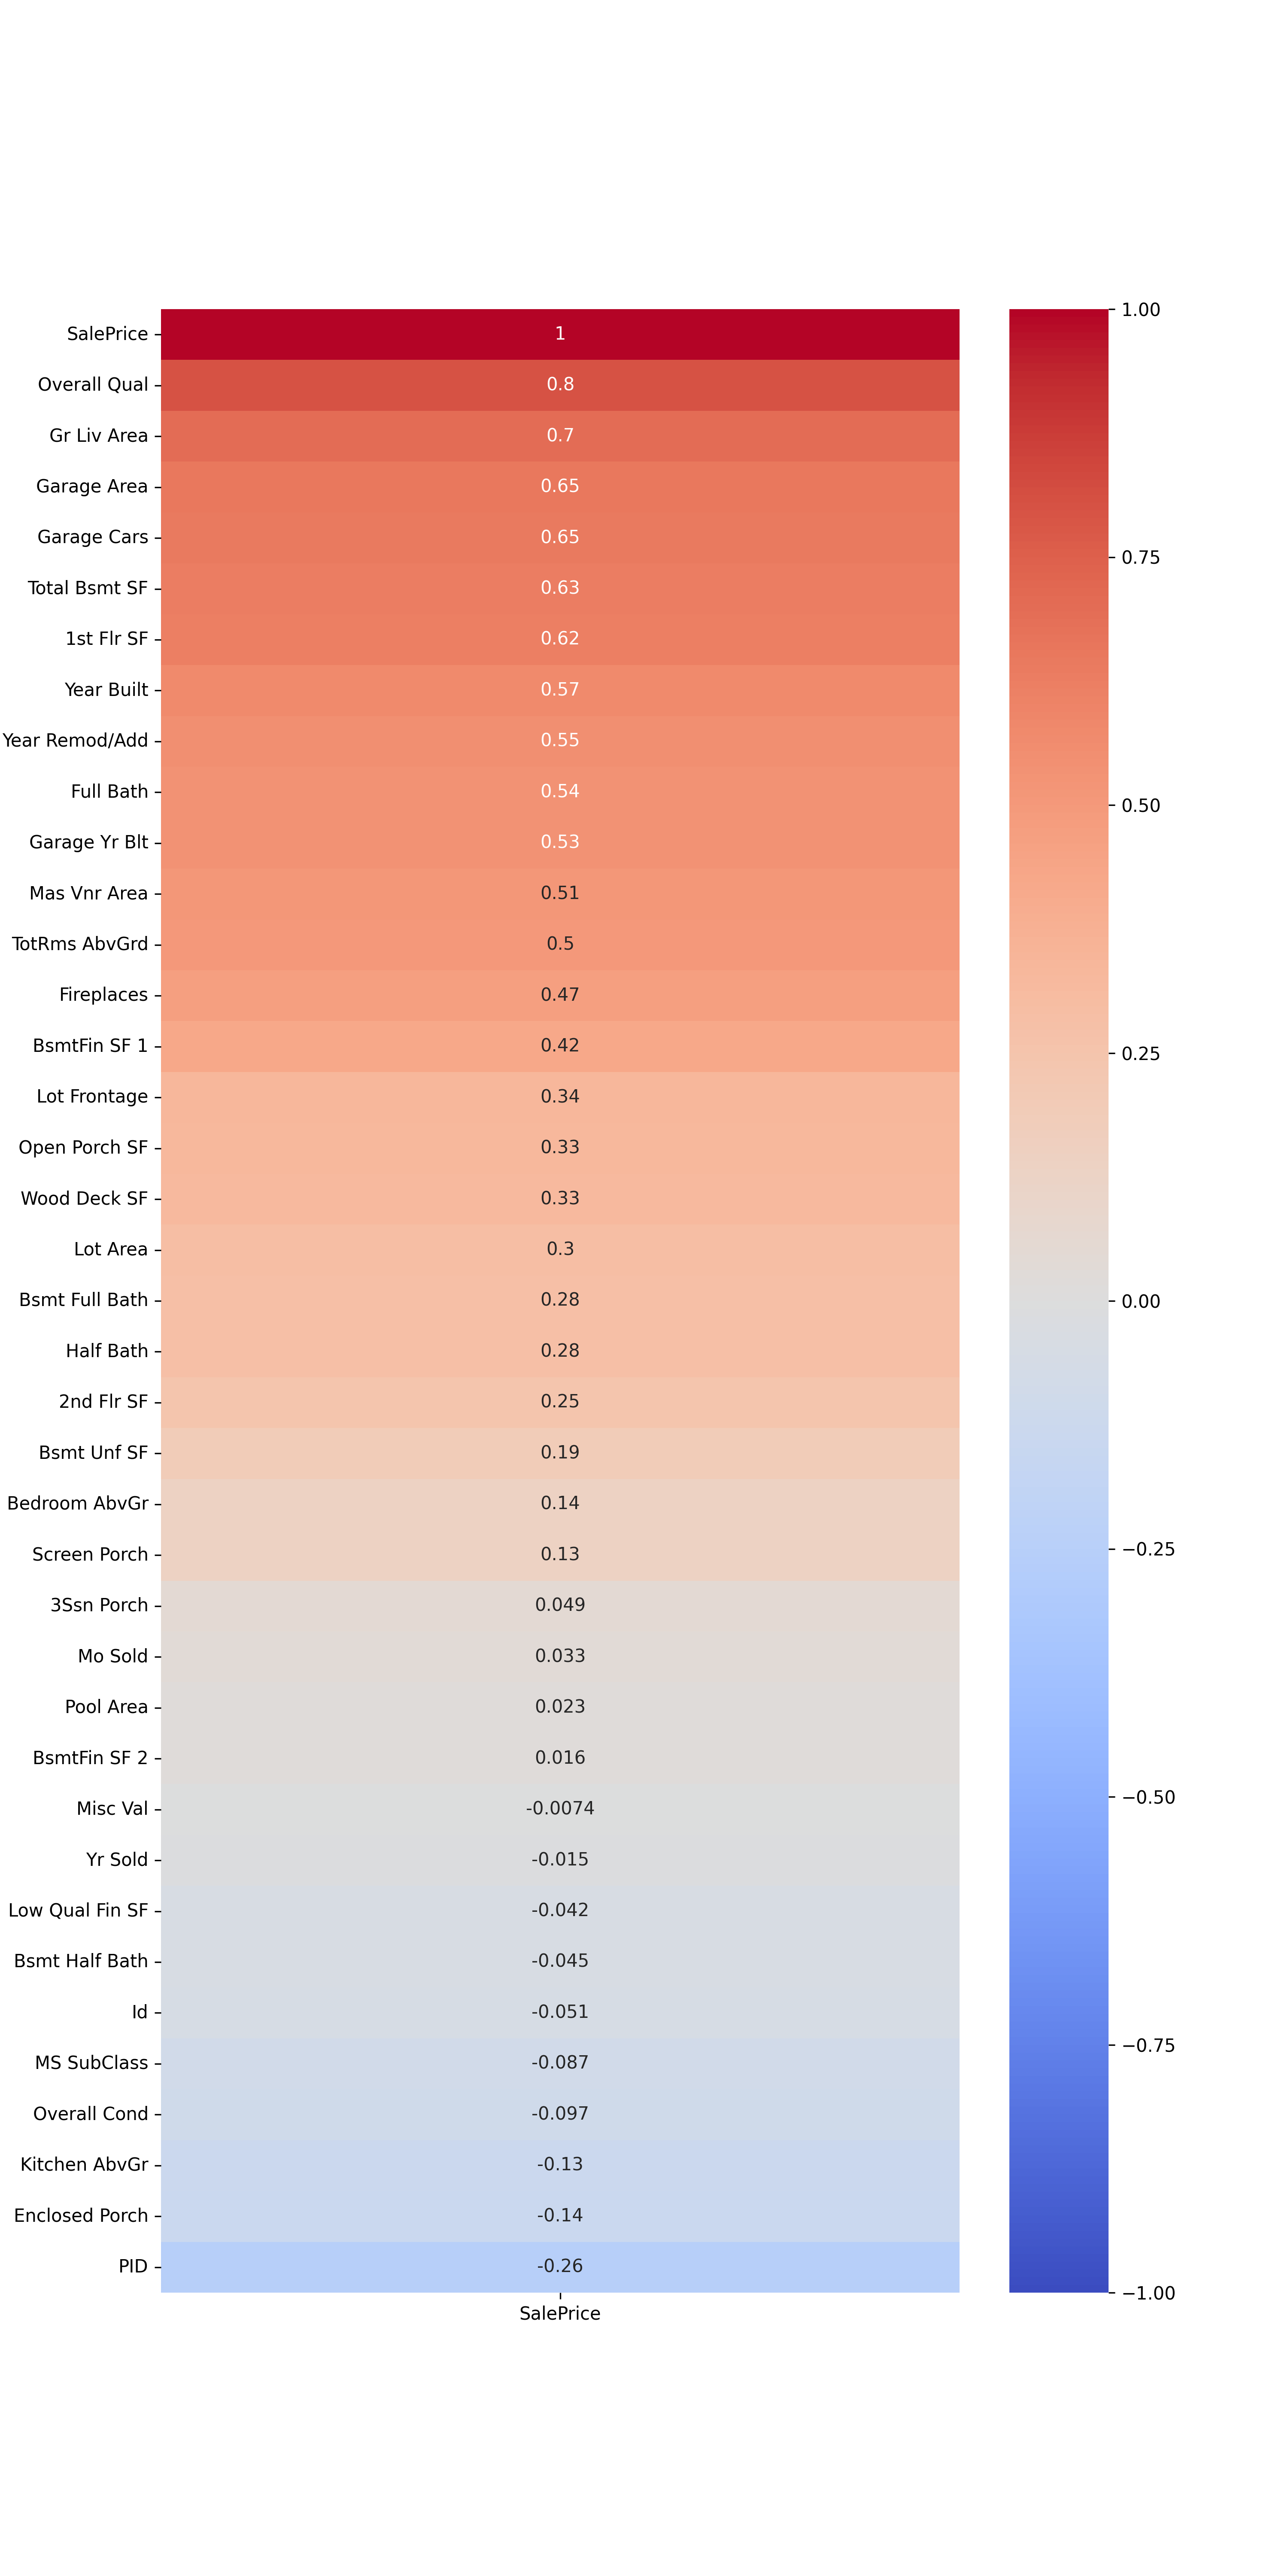 SalePrice 1
Overall Qual 0.8
Gr Liv Area 0.7
Garage Area 0.65
Garage Cars 0.65
Total Bsmt SF 0.63
1st Flr SF 0.62
Year Built 0.57
Year Remod/Add 0.55
Full Bath 0.54
Garage Yr Blt 0.53
Mas Vnr Area 0.51
TotRms AbvGrd 0.5
Fireplaces 0.47
BsmtFin SF 1 0.42
Lot Frontage 0.34
Open Porch SF 0.33
Wood Deck SF 0.33
Lot Area 0.3
Bsmt Full Bath 0.28
Half Bath 0.28
2nd Flr SF 0.25
Bsmt Unf SF 0.19
Bedroom AbvGr 0.14
Screen Porch 0.13
3Ssn Porch 0.049
Mo Sold 0.033
Pool Area 0.023
BsmtFin SF 2 0.016
Misc Val -0.0074
Yr Sold -0.015
Low Qual Fin SF -0.042
Bsmt Half Bath -0.045
Id -0.051
MS SubClass -0.087
Overall Cond -0.097
Kitchen AbvGr -0.13
Enclosed Porch -0.14
PID -0.26
SalePrice
1.00
0.75
0.50
0.25
0.00
−0.25
−0.50
−0.75
−1.00